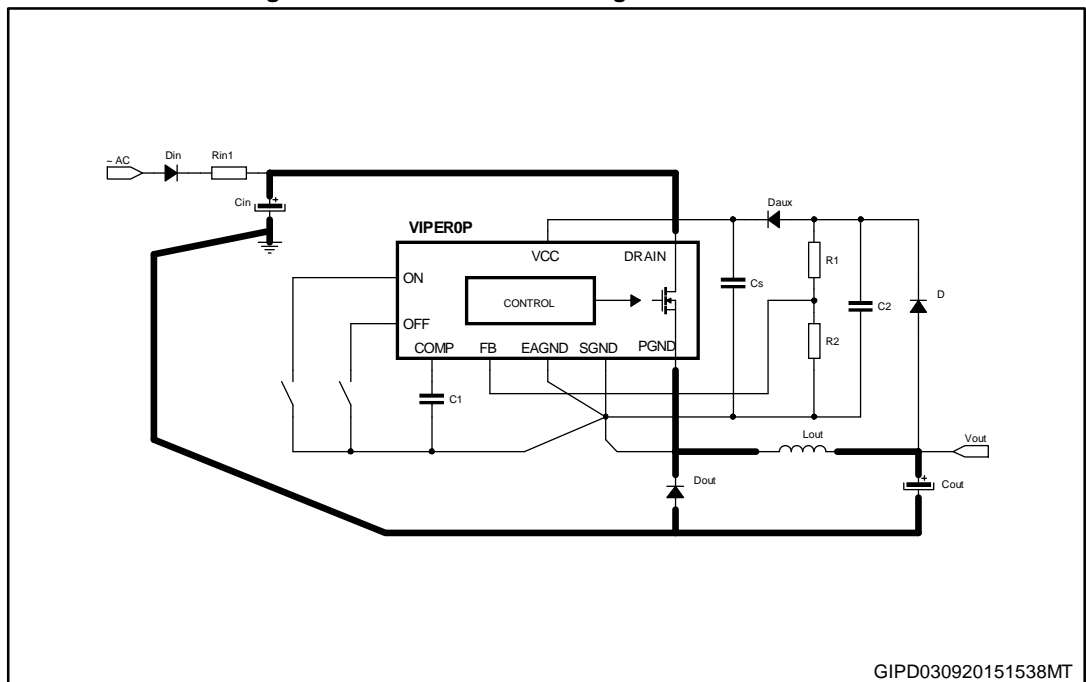 ~ AC
Din
Rin1
Cin
+
VIPER0P
VCC
DRAIN
ON
OFF
CONTROL
COMP
FB
EAGND
SGND
PGND
C1
Daux
Cs
R1
R2
C2
D
Lout
Vout
Dout
+
Cout
GIPD030920151538MT